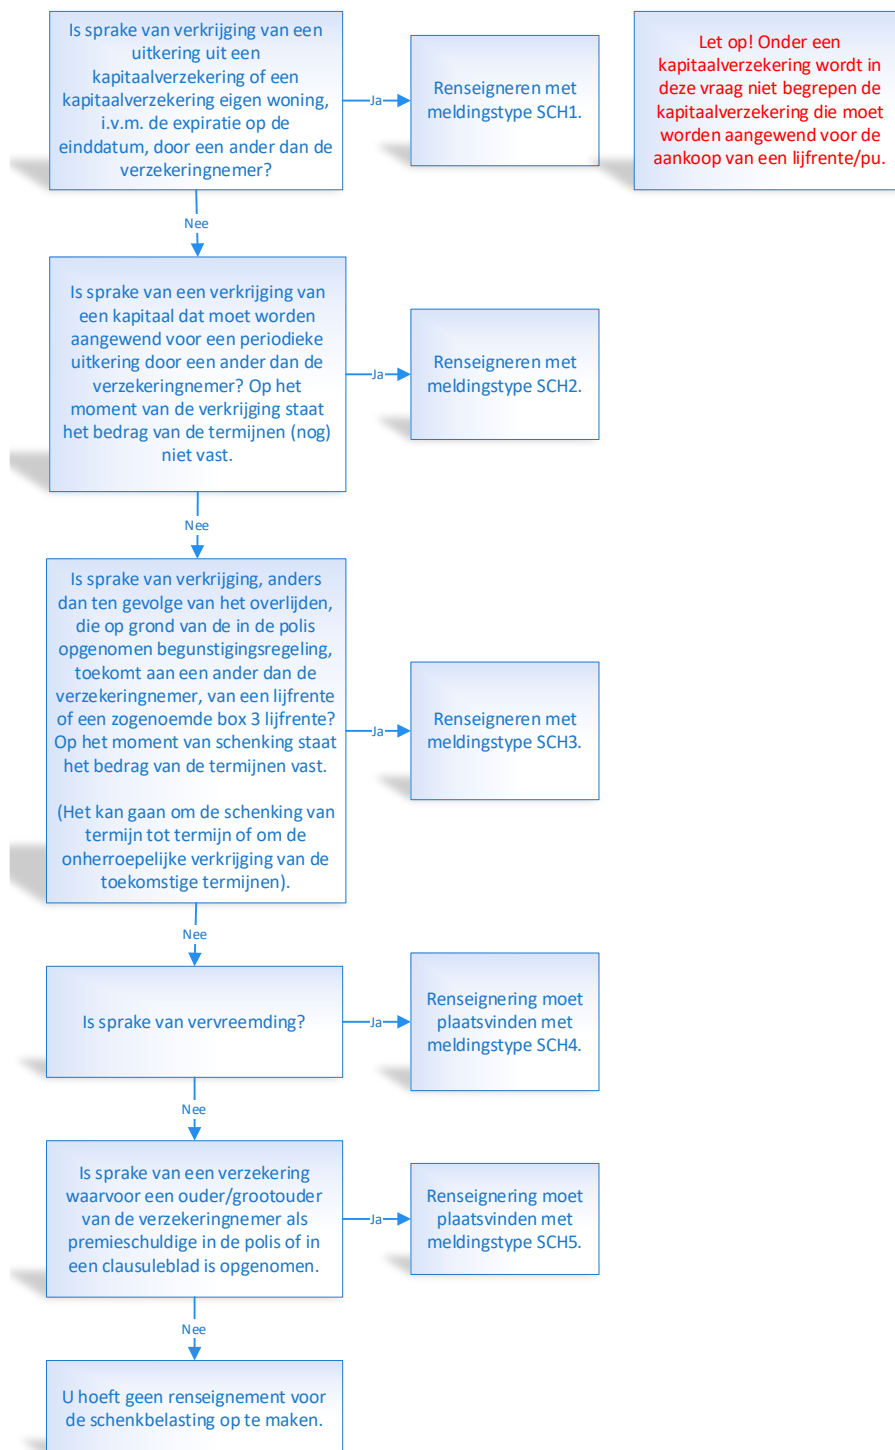 Is sprake van verkrijging van een
uitkering uit een
kapitaalverzekering of een
kapitaalverzekering eigen woning,
i.v.m. de expiratie op de
einddatum, door een ander dan de
verzekeringnemer?
Ja
Renseigneren met
meldingstype SCH1.
Let op! Onder een
kapitaalverzekering wordt in
deze vraag niet begrepen de
kapitaalverzekering die moet
worden aangewend voor de
aankoop van een lijfrente/pu.
Nee
Is sprake van een verkrijging van
een kapitaal dat moet worden
aangewend voor een periodieke
uitkering door een ander dan de
verzekeringnemer? Op het
moment van de verkrijging staat
het bedrag van de termijnen (nog)
niet vast.
Ja
Renseigneren met
meldingstype SCH2.
Nee
Is sprake van verkrijging, anders
dan ten gevolge van het overlijden,
die op grond van de in de polis
opgenomen begunstigingsregeling,
toekomt aan een ander dan de
verzekeringnemer, van een lijfrente
of een zogenoemde box 3 lijfrente?
Op het moment van schenking staat
het bedrag van de termijnen vast.
(Het kan gaan om de schenking van
termijn tot termijn of om de
onherroepelijke verkrijging van de
toekomstige termijnen).
Ja
Renseigneren met
meldingstype SCH3.
Nee
Is sprake van vervreemding?
Ja
Renseignering moet
plaatsvinden met
meldingstype SCH4.
Nee
Is sprake van een verzekering
waarvoor een ouder/grootouder
van de verzekeringnemer als
premieschuldige in de polis of in
een clausuleblad is opgenomen.
Ja
Renseignering moet
plaatsvinden met
meldingstype SCH5.
Nee
U hoeft geen renseignement voor
de schenkbelasting op te maken.